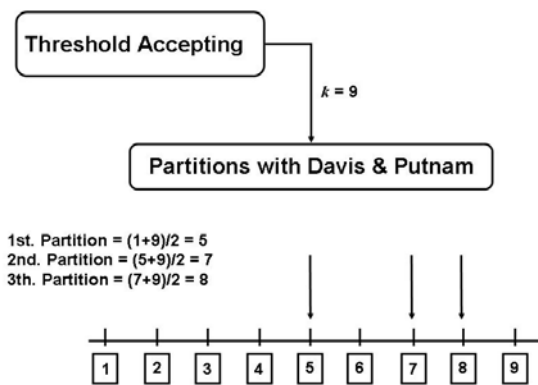 Threshold Accepting
k = 9
Partitions with Davis & Putnam
1st. Partition = (1+9)/2 = 5
2nd. Partition = (5+9)/2 = 7
3th. Partition = (7+9)/2 = 8
1 2 3 4 5 6 7 8 9